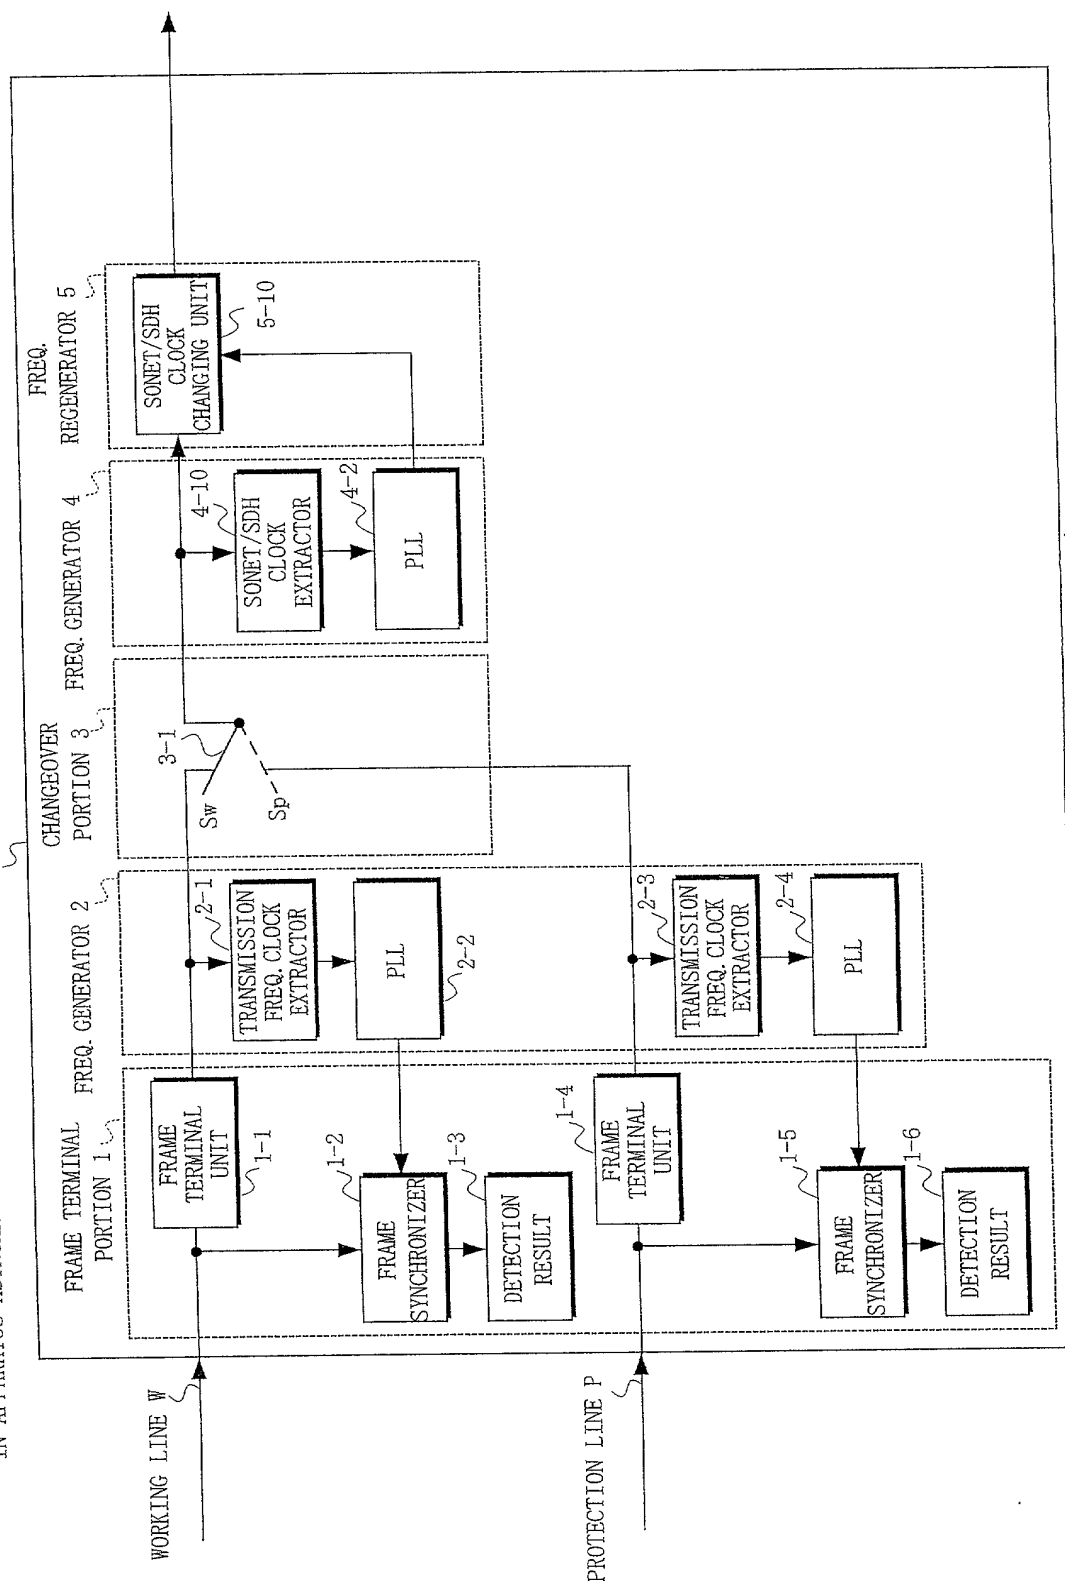 IN APPARATUS
FRAME TERMINAL
PORTION 1
FREQ. GENERATOR 2
CHANGEOVER
PORTION 3
FREQ. GENERATOR 4
FREQ.
REGENERATOR 5
WORKING LINE W
FRAME
TERMINAL
UNIT
1-1
FRAME
SYNCHRONIZER
1-2
DETECTION
RESULT
1-3
TRANSMISSION
FREQ. CLOCK
EXTRACTOR
2-1
PLL
2-2
Sw
Sp
3-1
SONET/SDH
CLOCK
EXTRACTOR
4-10
PLL
4-2
SONET/SDH
CLOCK
CHANGING UNIT
5-10
PROTECTION LINE P
FRAME
TERMINAL
UNIT
1-4
FRAME
SYNCHRONIZER
1-5
DETECTION
RESULT
1-6
TRANSMISSION
FREQ. CLOCK
EXTRACTOR
2-3
PLL
2-4